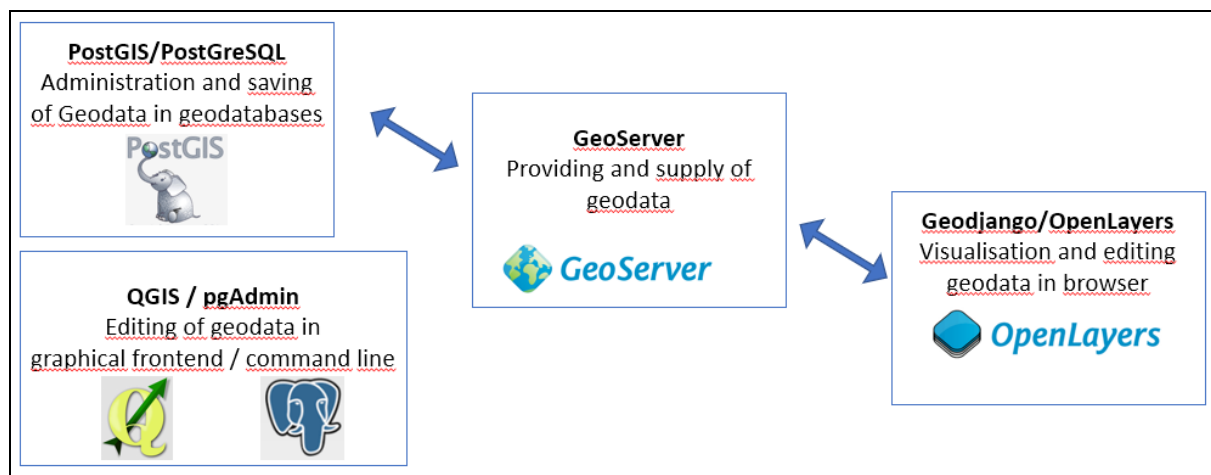 PostGIS/PostGreSQL
Administration and saving
of Geodata in geodatabases
PostGIS
QGIS / pgAdmin
Editing of geodata in
graphical frontend / command line
GeoServer
Providing and supply of
geodata
GeoServer
Geodjango/OpenLayers
Visualisation and editing
geodata in browser
OpenLayers